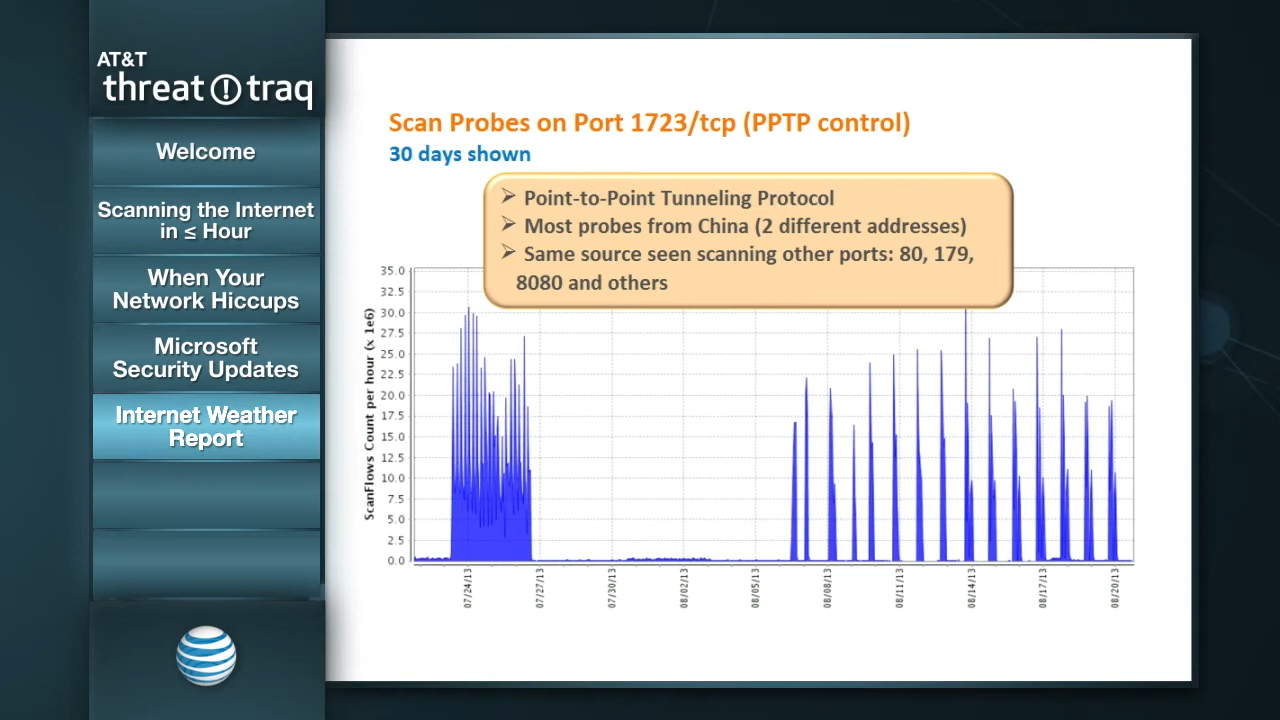 AT&T
threat traq
Welcome
Scanning the Internet
in ≤ Hour
When Your
Network Hiccups
Microsoft
Security Updates
Internet Weather
Report
Scan Probes on Port 1723/tcp (PPTP control)
30 days shown
➢ Point-to-Point Tunneling Protocol
➢ Most probes from China (2 different addresses)
➢ Same source seen scanning other ports: 80, 179,
8080 and others
ScanFlows Count per hour (x 1e6)
35.0
32.5
30.0
27.5
25.0
22.5
20.0
17.5
15.0
12.5
10.0
7.5
5.0
2.5
0.0
07/24/13
07/27/13
07/30/13
08/02/13
08/05/13
08/08/13
08/11/13
08/14/13
08/17/13
08/20/13